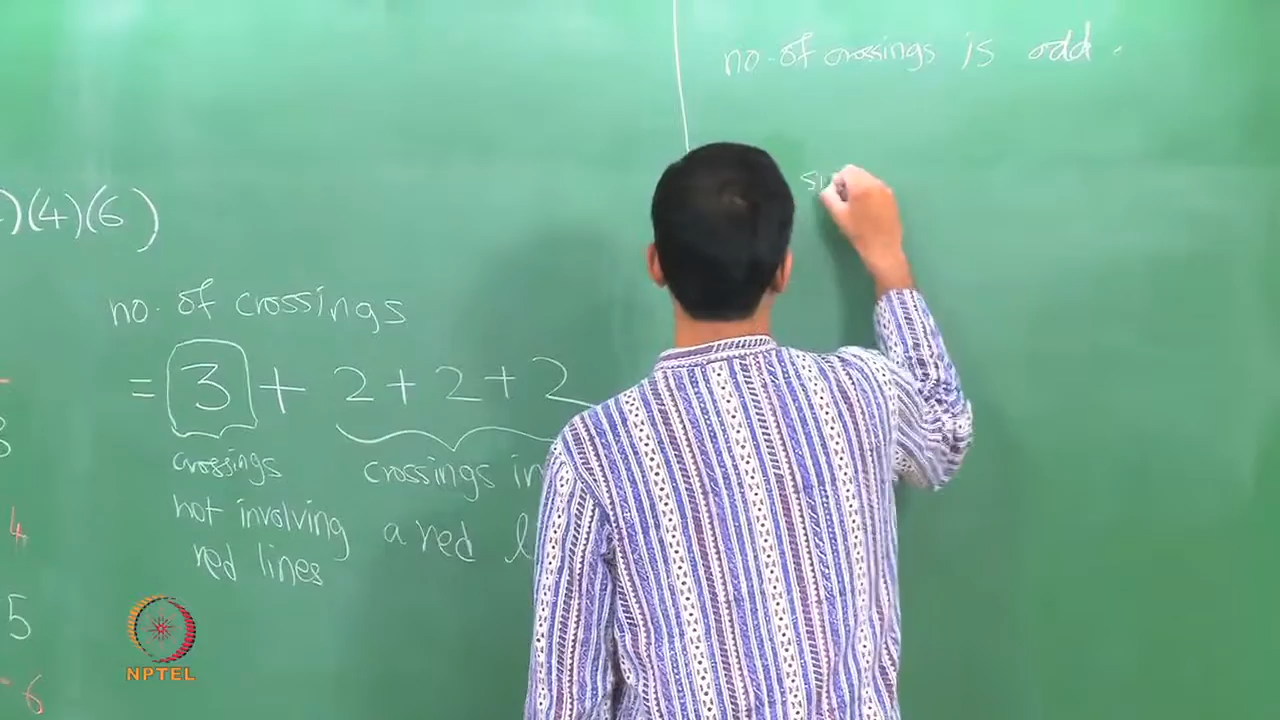 no. of crossings is odd.
)(4)(6)
no. of crossings
= 3 + 2 + 2 + 2
crossings
not involving
red lines
crossings
a red
4
5
6
NPTEL